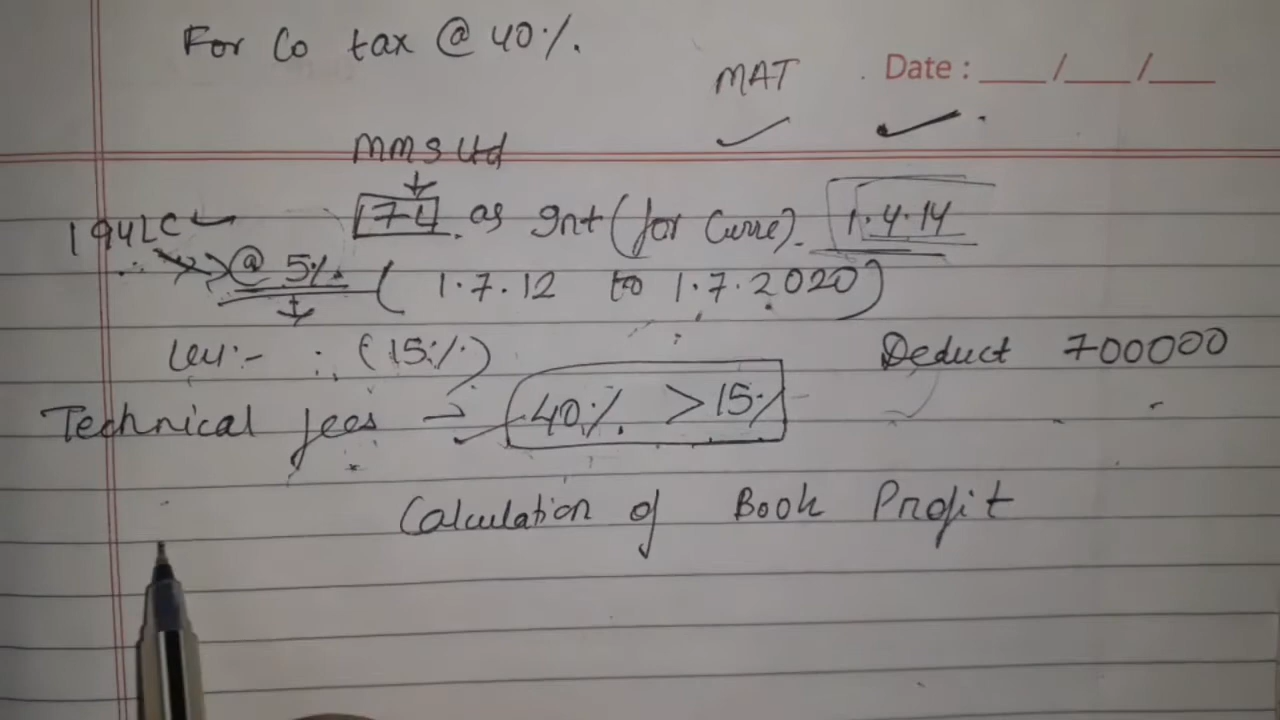 For Co tax @ 40%.
MAT Date : ___/___/___
MMS Ltd
194LC
174 as Int (for Curre). 1.4.14
@ 5% ( 1.7.12 to 1.7.2020)
(15%) Deduct 700000
Technical fees → 40% > 15%
Calculation of Book Profit